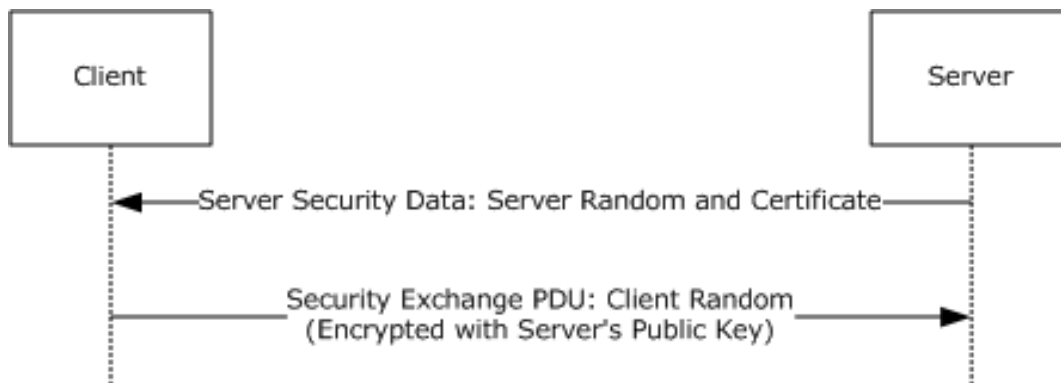 Client
Server
Server Security Data: Server Random and Certificate
Security Exchange PDU: Client Random
(Encrypted with Server's Public Key)